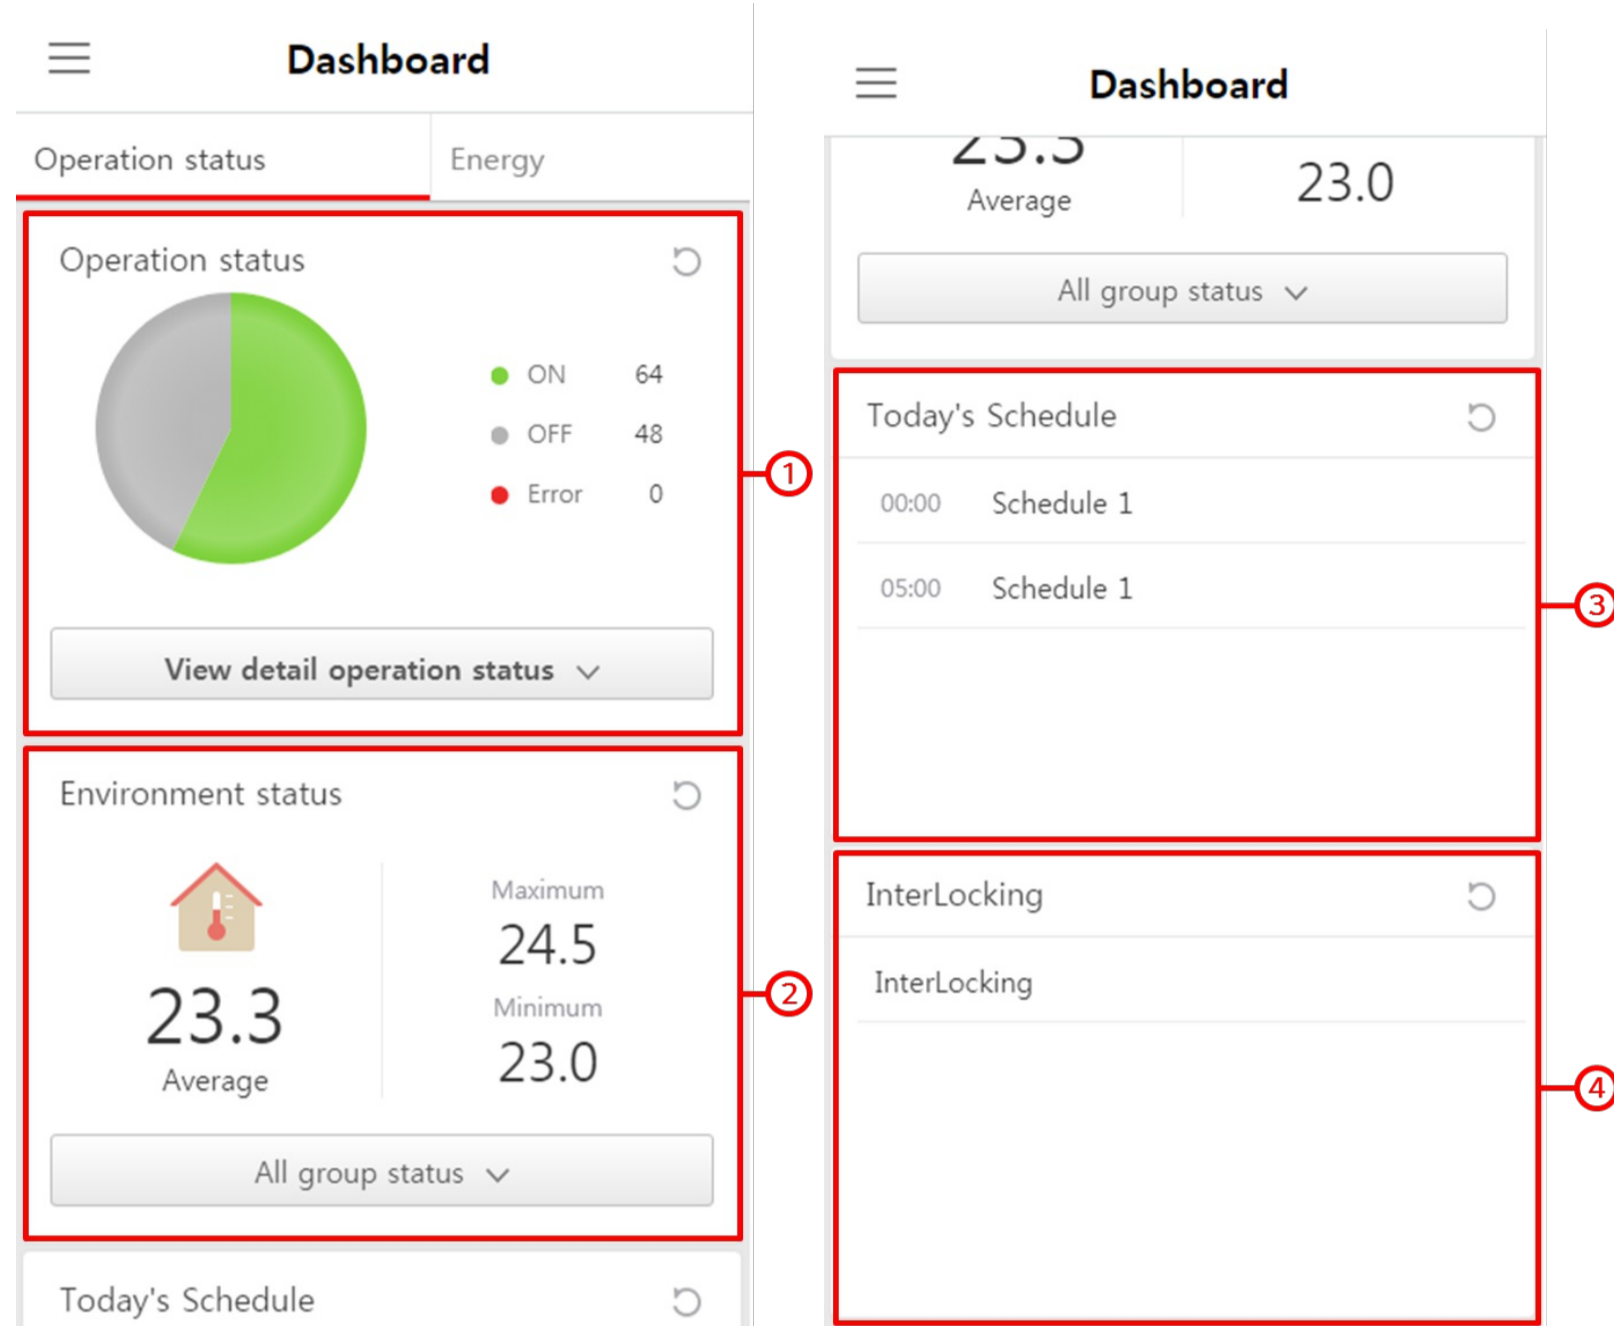 Dashboard
Operation status
Energy
Operation status
ON 64
OFF 48
Error 0
View detail operation status
1
Environment status
Maximum
24.5
Minimum
23.0
23.3
Average
All group status
2
Today's Schedule
Dashboard
23.3
Average
23.0
All group status
Today's Schedule
00:00 Schedule 1
05:00 Schedule 1
3
InterLocking
InterLocking
4